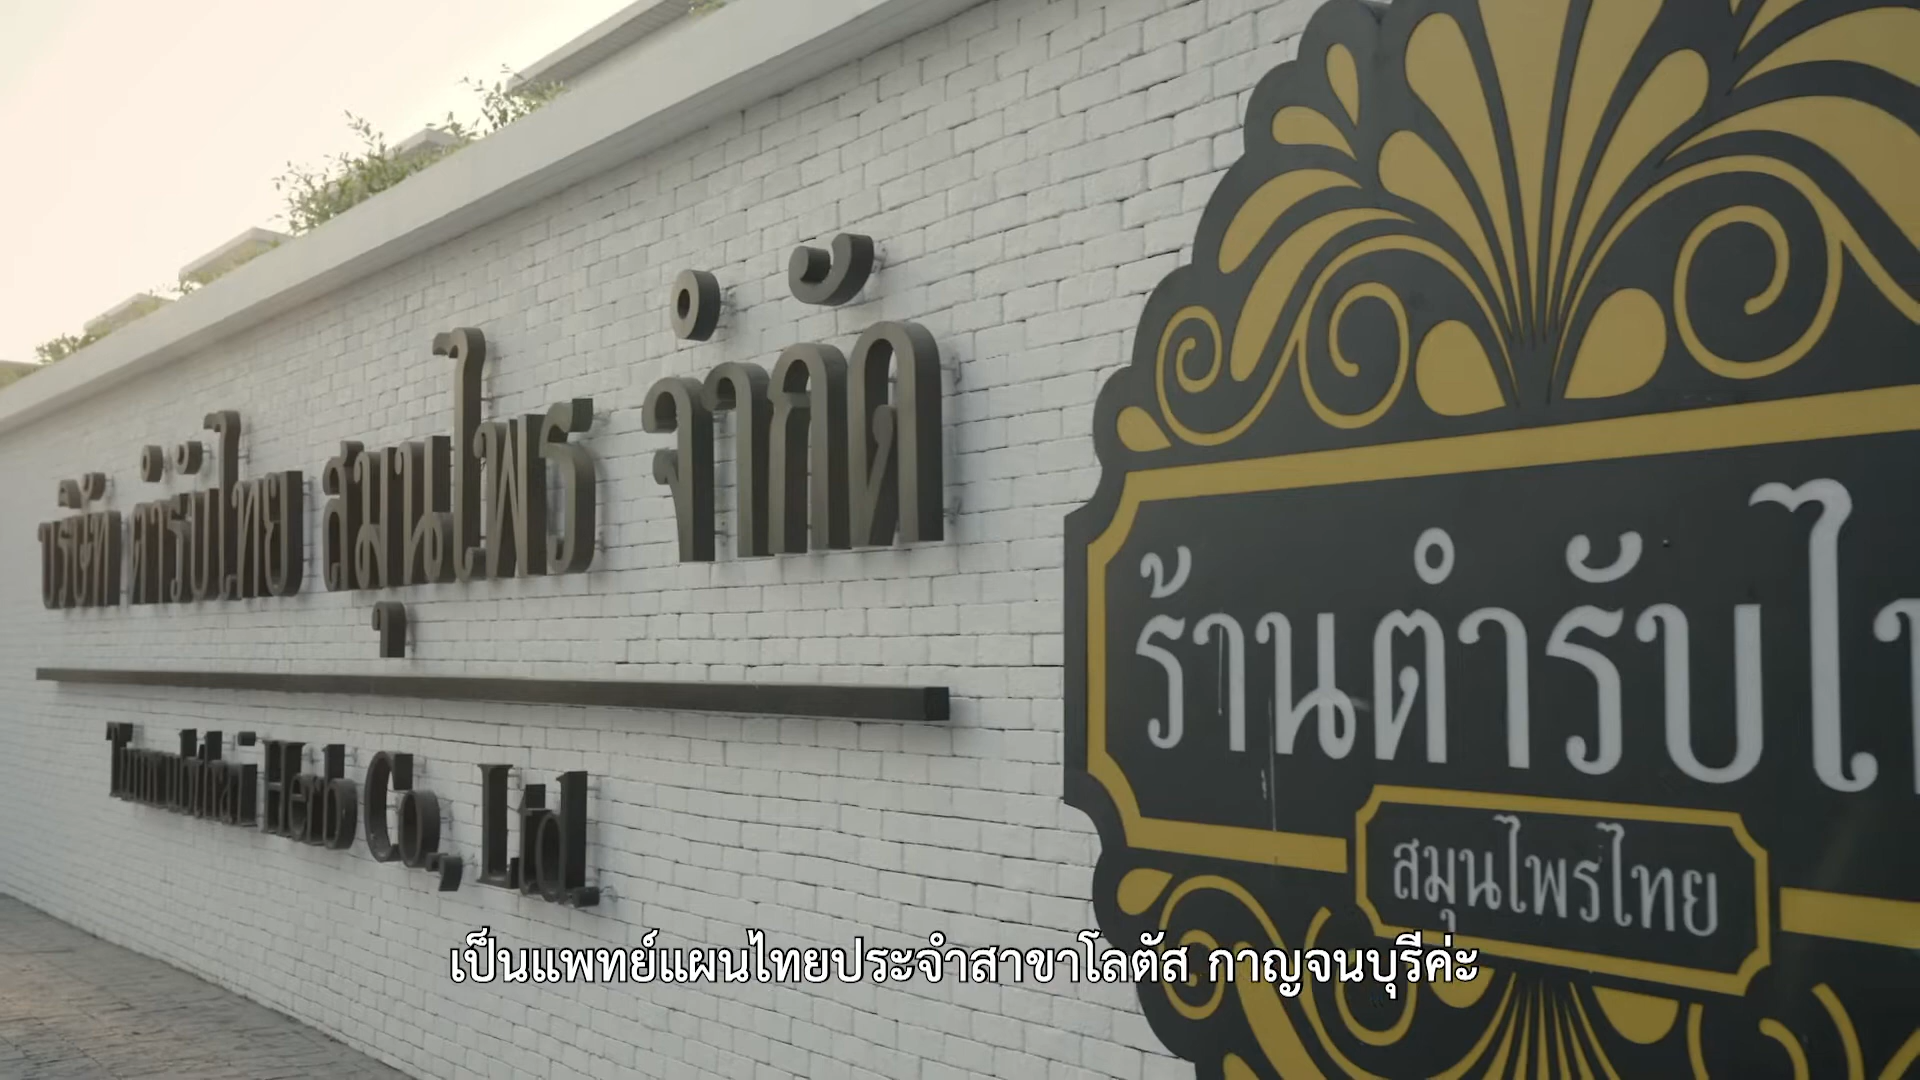 บริษัท ตำรับไทย สมุนไพร จำกัด
Tumrubthai Herb Co., Ltd.
ร้านตำรับไ
สมุนไพรไทย
เป็นแพทย์แผนไทยประจำสาขาโลตัส กาญจนบุรีค่ะ